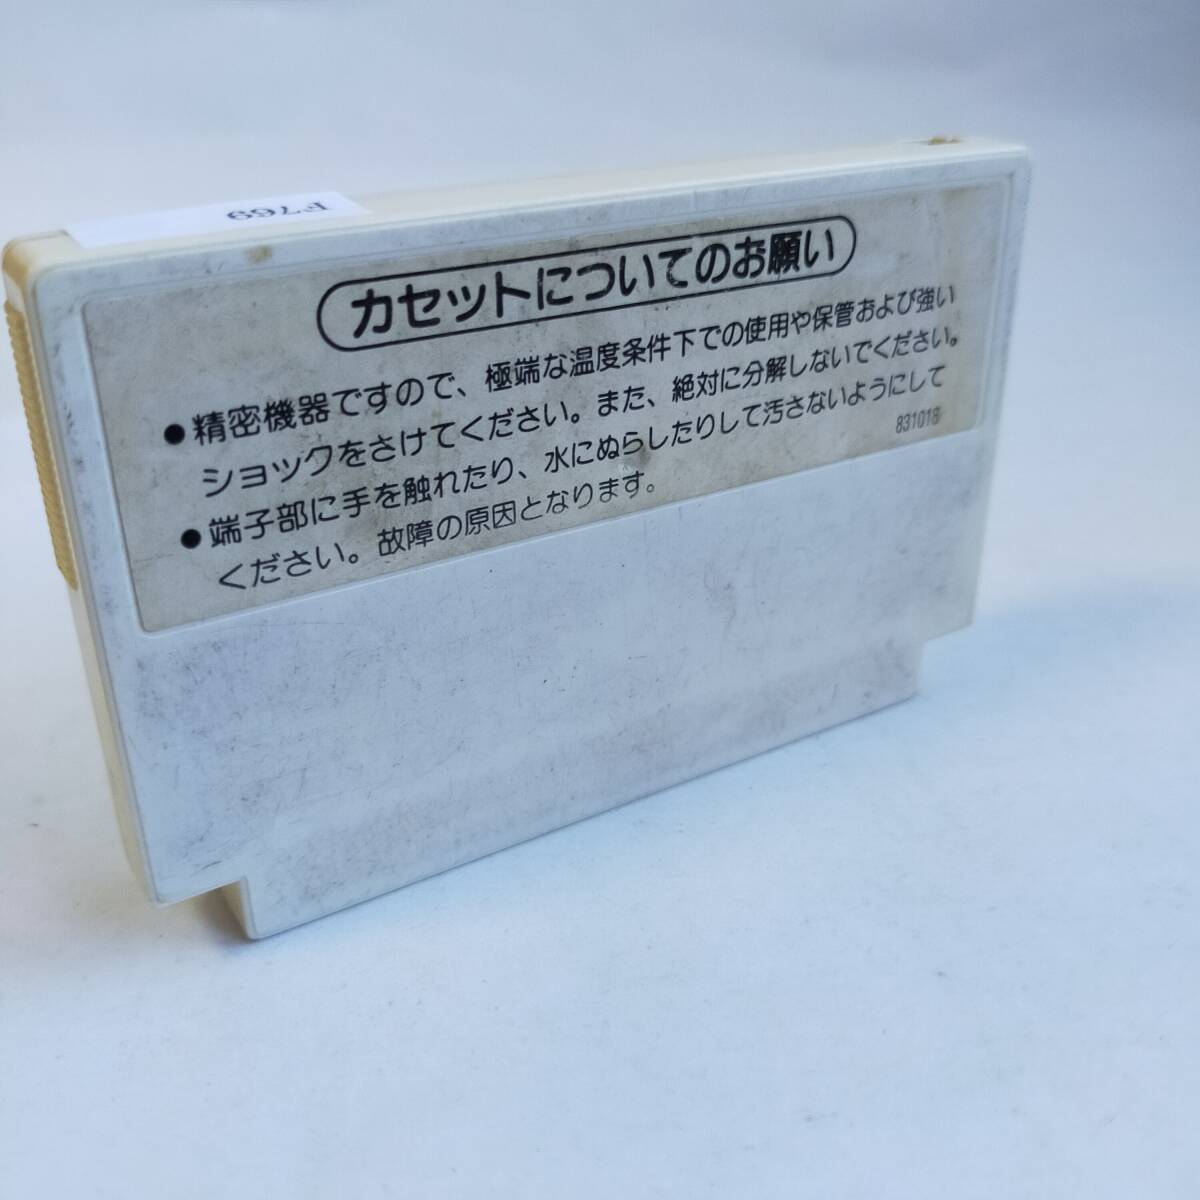 F769
カセットについてのお願い
●精密機器ですので、極端な温度条件下での使用や保管および強い
ショックをさけてください。また、絶対に分解しないでください。
●端子部に手を触れたり、水にぬらしたりして汚さないようにして
ください。故障の原因となります。
831018